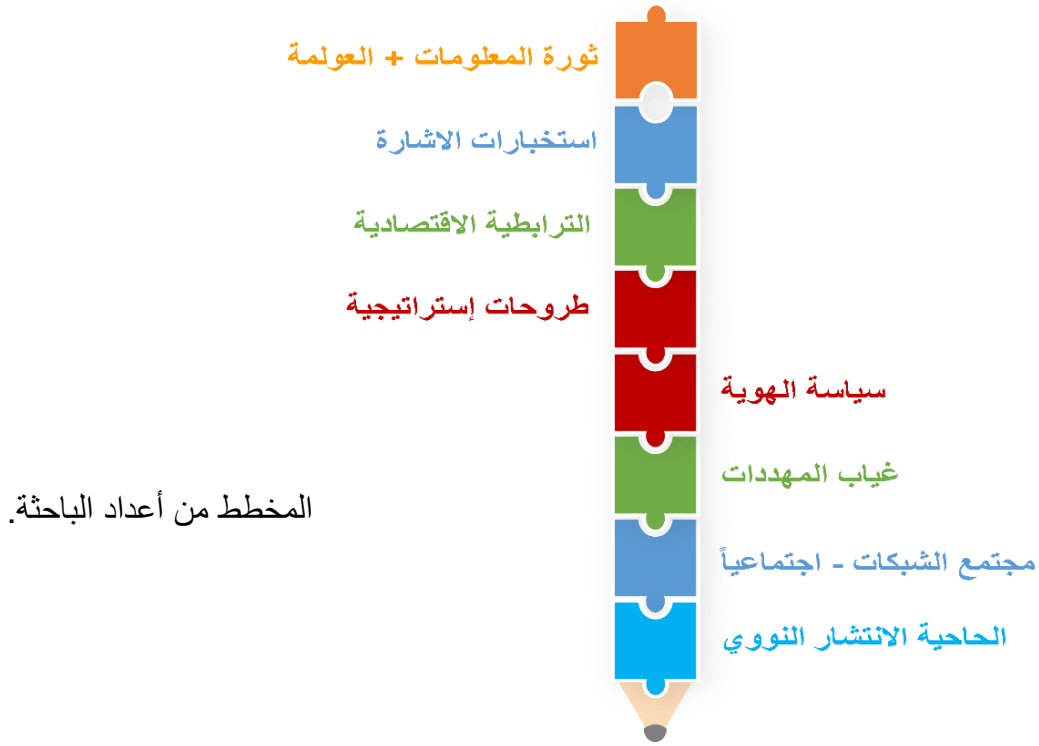 ثورة المعلومات + العولمة
استخبارات الاشارة
الترابطية الاقتصادية
طروحات إستراتيجية
سياسة الهوية
غياب المهددات
المخطط من أعداد الباحثة.
مجتمع الشبكات - اجتماعياً
الحاحية الانتشار النووي